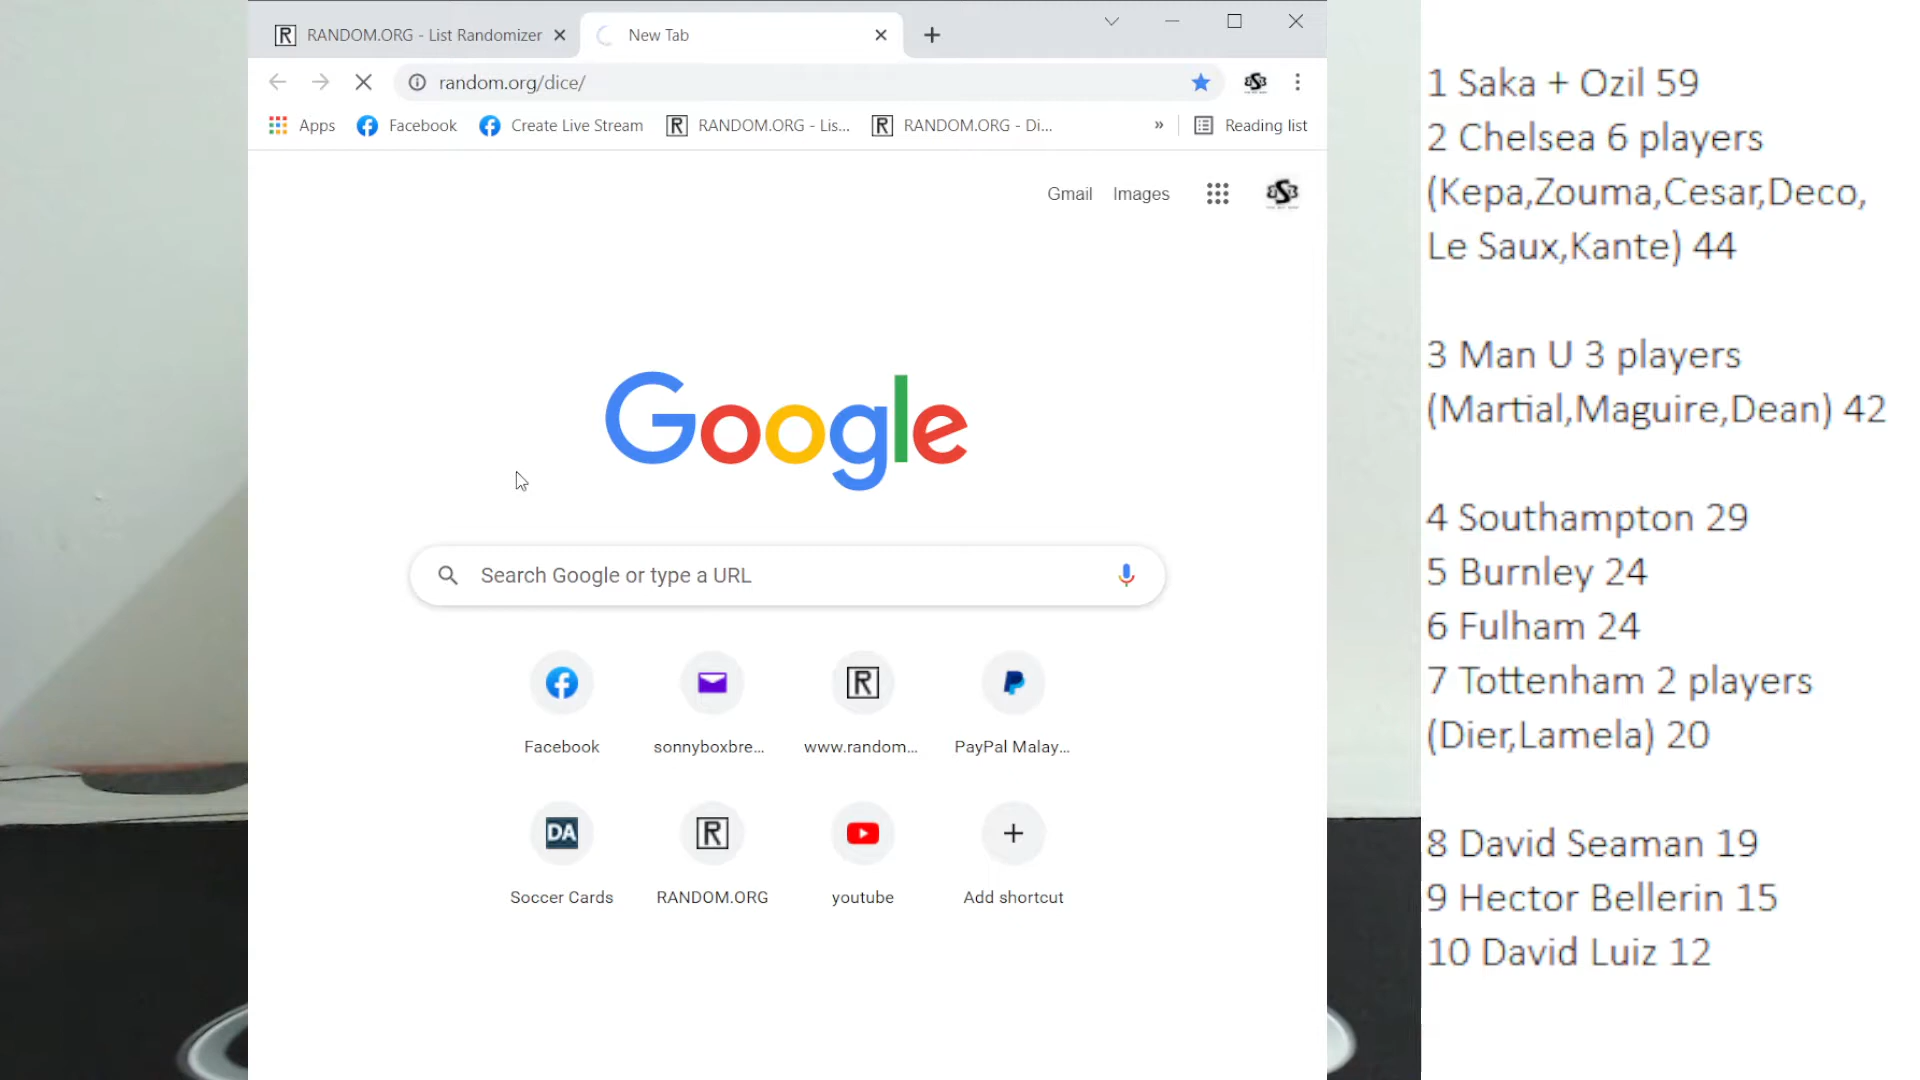 RANDOM.ORG - List Randomizer
New Tab
random.org/dice/
Apps
Facebook
Create Live Stream
RANDOM.ORG - Lis...
RANDOM.ORG - Di...
»
Reading list
Gmail
Images
Google
Search Google or type a URL
Facebook
sonnyboxbre...
www.random...
PayPal Malay...
DA
Soccer Cards
RANDOM.ORG
youtube
Add shortcut
1 Saka + Ozil 59
2 Chelsea 6 players
(Kepa,Zouma,Cesar,Deco,
Le Saux,Kante) 44
3 Man U 3 players
(Martial,Maguire,Dean) 42
4 Southampton 29
5 Burnley 24
6 Fulham 24
7 Tottenham 2 players
(Dier,Lamela) 20
8 David Seaman 19
9 Hector Bellerin 15
10 David Luiz 12